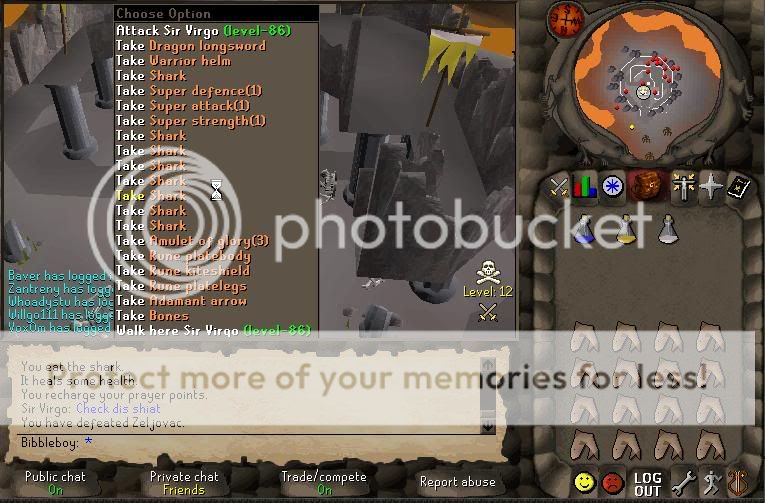 Choose Option
Attack Sir Virgo (level-86)
Take Dragon longsword
Take Warrior helm
Take Shark
Take Super defence(1)
Take Super attack(1)
Take Super strength(1)
Take Shark
Take Shark
Take Shark
Take Shark
Take Shark
Take Shark
Take Shark
Take Amulet of glory(3)
Take Rune platebody
Take Rune kiteshield
Take Rune platelegs
Take Adamant arrow
Take Bones
Walk here Sir Virgo (level-86)
photobucket
Level: 12
Baver has logged
Zantreny has logg
Whoadystu has lo
Willgo111 has logge
VoxOm has logged
Protect more of your memories for less!
You eat the shark.
It heals some health.
You recharge your prayer points.
Sir Virgo: Check dis shiat
You have defeated Zeljovac.
Bibbleboy: *
Public chat
On
Private chat
Friends
Trade/compete
On
Report abuse
LOG
OUT